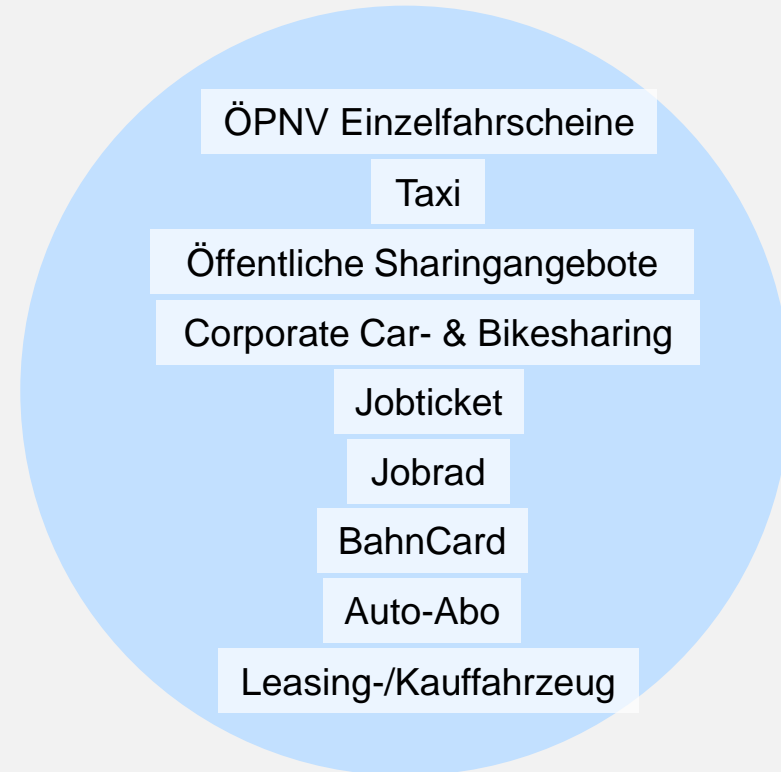 ÖPNV Einzelfahrscheine
Taxi
Öffentliche Sharingangebote
Corporate Car- & Bikesharing
Jobticket
Jobrad
BahnCard
Auto-Abo
Leasing-/Kauffahrzeug